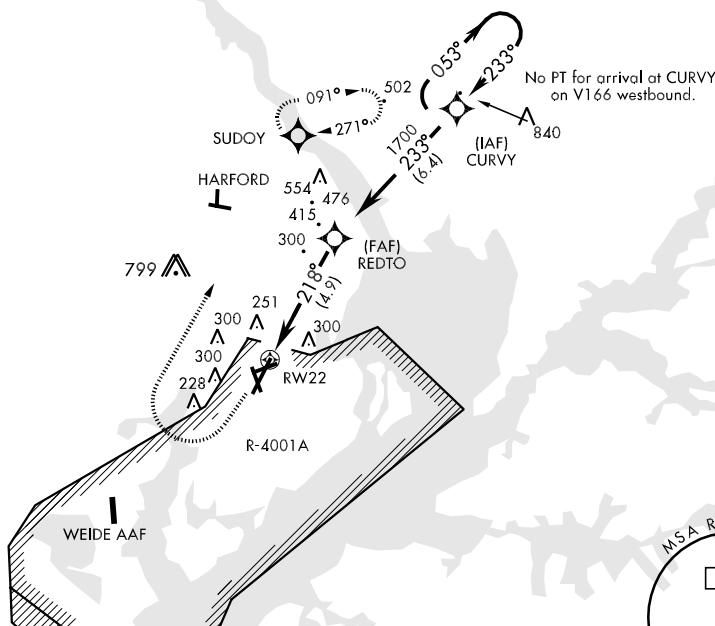 053°
233°
No PT for arrival at CURVY
on V166 westbound.
091°
502
271°
SUDOY
840
(IAF)
CURVY
1700
233°
(6.4)
HARFORD
554
476
415
300
(FAF)
REDTO
799
218°
(4.9)
251
300
300
300
RW22
228
R-4001A
WEIDE AAF
MSA R